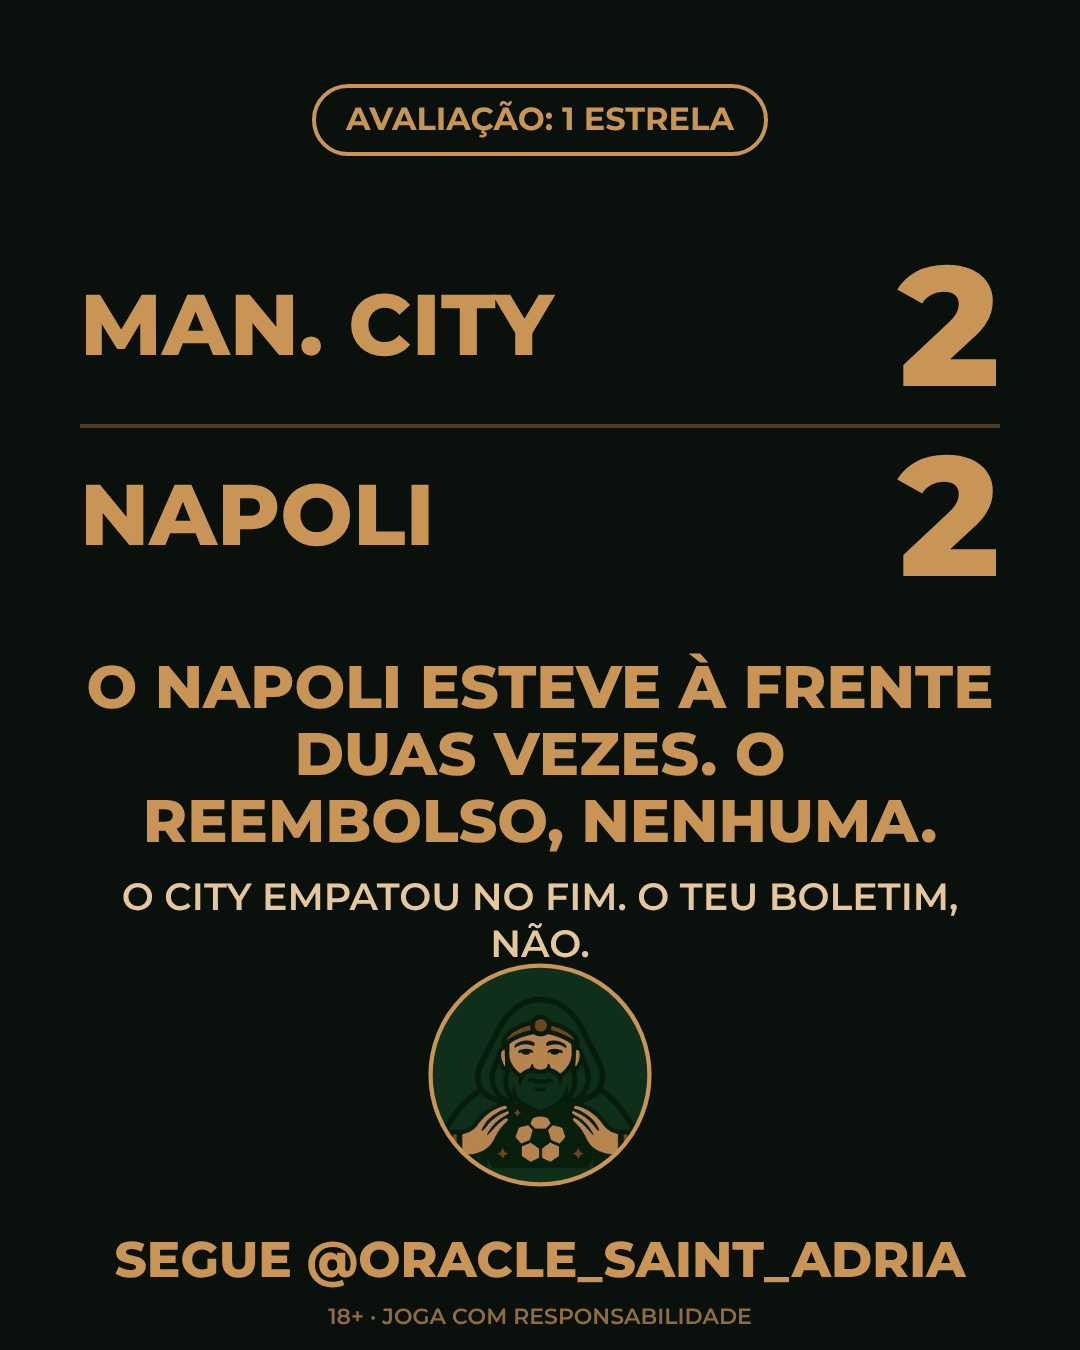 AVALIAÇÃO: 1 ESTRELA
MAN. CITY 2
NAPOLI 2
O NAPOLI ESTEVE À FRENTE
DUAS VEZES. O
REEMBOLSO, NENHUMA.
O CITY EMPATOU NO FIM. O TEU BOLETIM,
NÃO.
SEGUE @ORACLE_SAINT_ADRIA
18+ · JOGA COM RESPONSABILIDADE